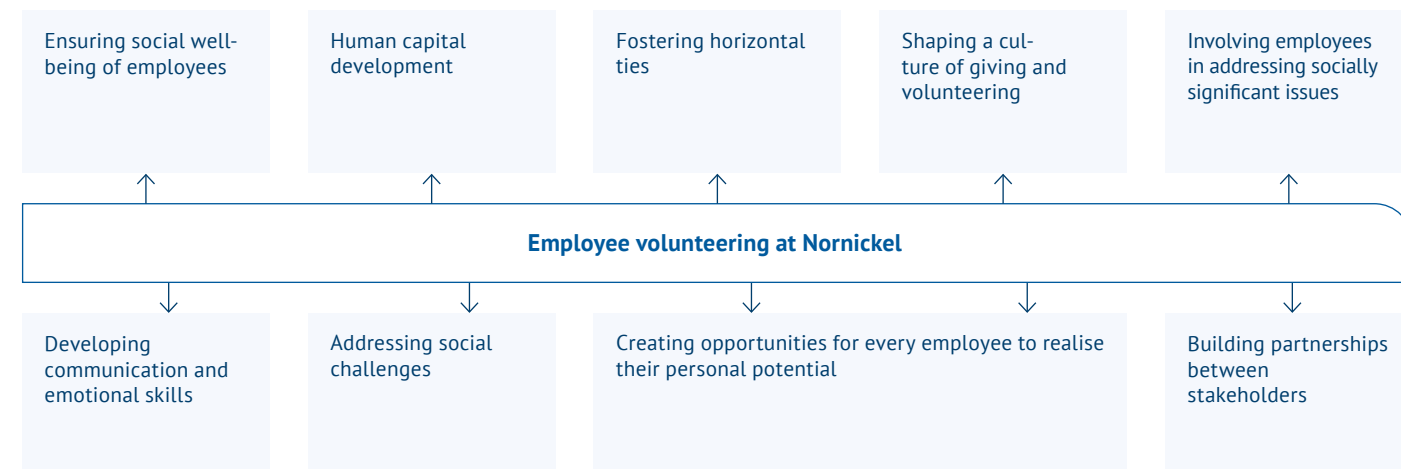 Ensuring social well-
being of employees
Human capital
development
Fostering horizontal
ties
Shaping a cul-
ture of giving and
volunteering
Involving employees
in addressing socially
significant issues
Employee volunteering at Nornickel
Developing
communication and
emotional skills
Addressing social
challenges
Creating opportunities for every employee to realise
their personal potential
Building partnerships
between
stakeholders